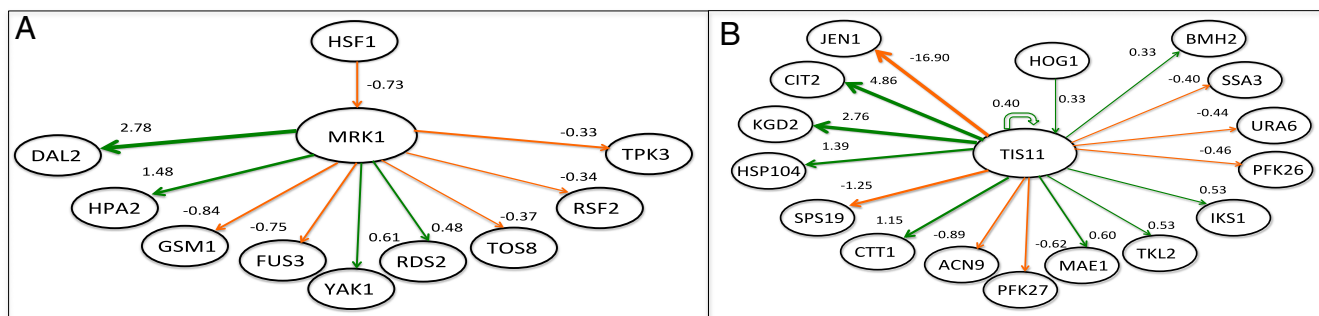 A
HSF1
-0.73
MRK1
2.78
DAL2
1.48
HPA2
-0.84
GSM1
-0.75
FUS3
0.61
YAK1
0.48
RDS2
-0.37
TOS8
-0.34
RSF2
-0.33
TPK3
B
JEN1
-16.90
CIT2
4.86
KGD2
2.76
HSP104
1.39
SPS19
-1.25
CTT1
1.15
ACN9
-0.89
PFK27
-0.62
MAE1
0.60
TKL2
0.53
IKS1
0.53
PFK26
-0.46
URA6
-0.44
SSA3
-0.40
BMH2
0.33
HOG1
0.33
0.40
TIS11